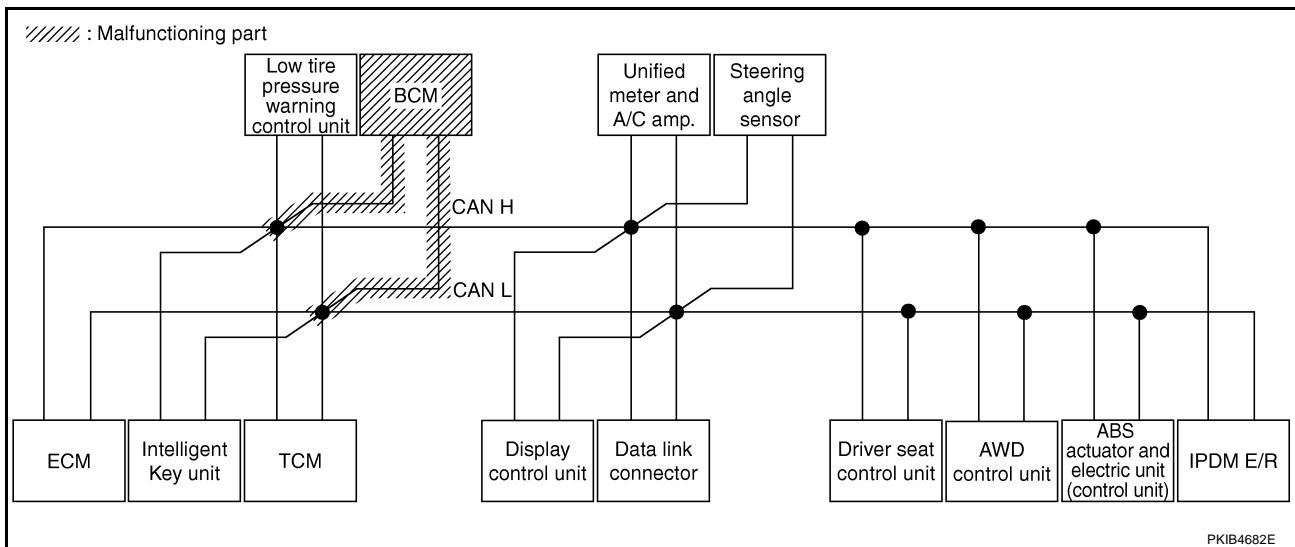 : Malfunctioning part
Low tire
pressure
warning
control unit
BCM
Unified
meter and
A/C amp.
Steering
angle
sensor
CAN H
CAN L
ECM
Intelligent
Key unit
TCM
Display
control unit
Data link
connector
Driver seat
control unit
AWD
control unit
ABS
actuator and
electric unit
(control unit)
IPDM E/R
PKIB4682E